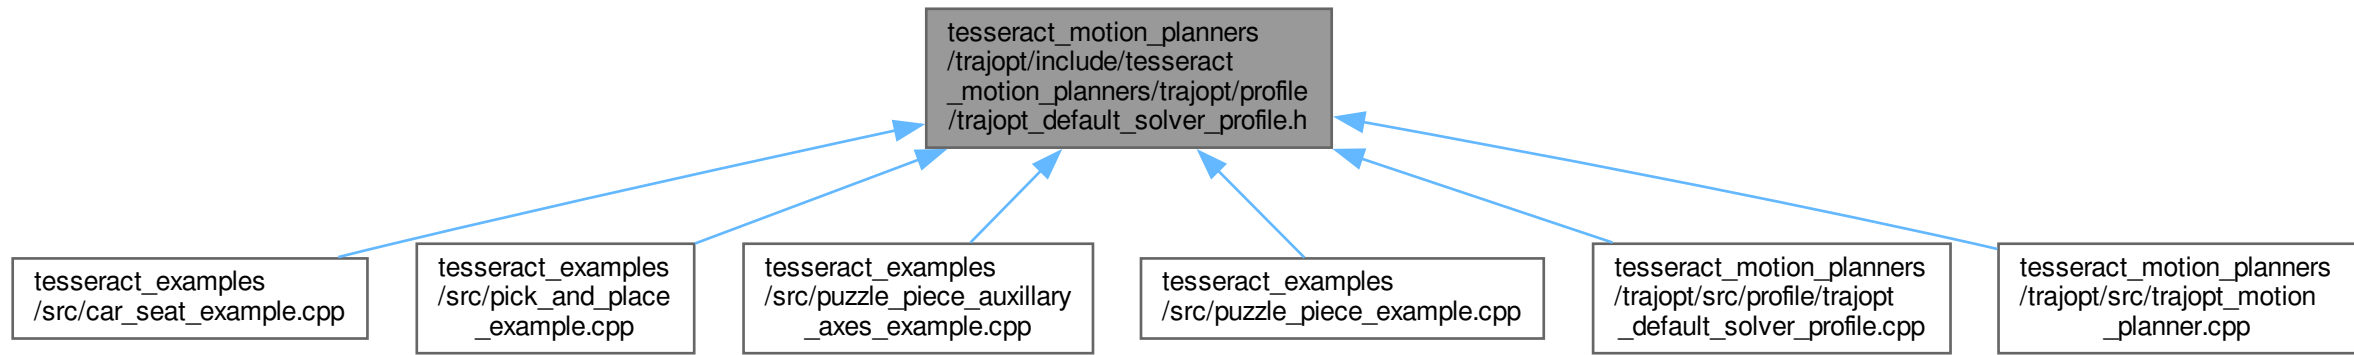 tesseract_motion_planners
/trajopt/include/tesseract
_motion_planners/trajopt/profile
/trajopt_default_solver_profile.h
tesseract_examples
/src/car_seat_example.cpp
tesseract_examples
/src/pick_and_place
_example.cpp
tesseract_examples
/src/puzzle_piece_auxillary
_axes_example.cpp
tesseract_examples
/src/puzzle_piece_example.cpp
tesseract_motion_planners
/trajopt/src/profile/trajopt
_default_solver_profile.cpp
tesseract_motion_planners
/trajopt/src/trajopt_motion
_planner.cpp